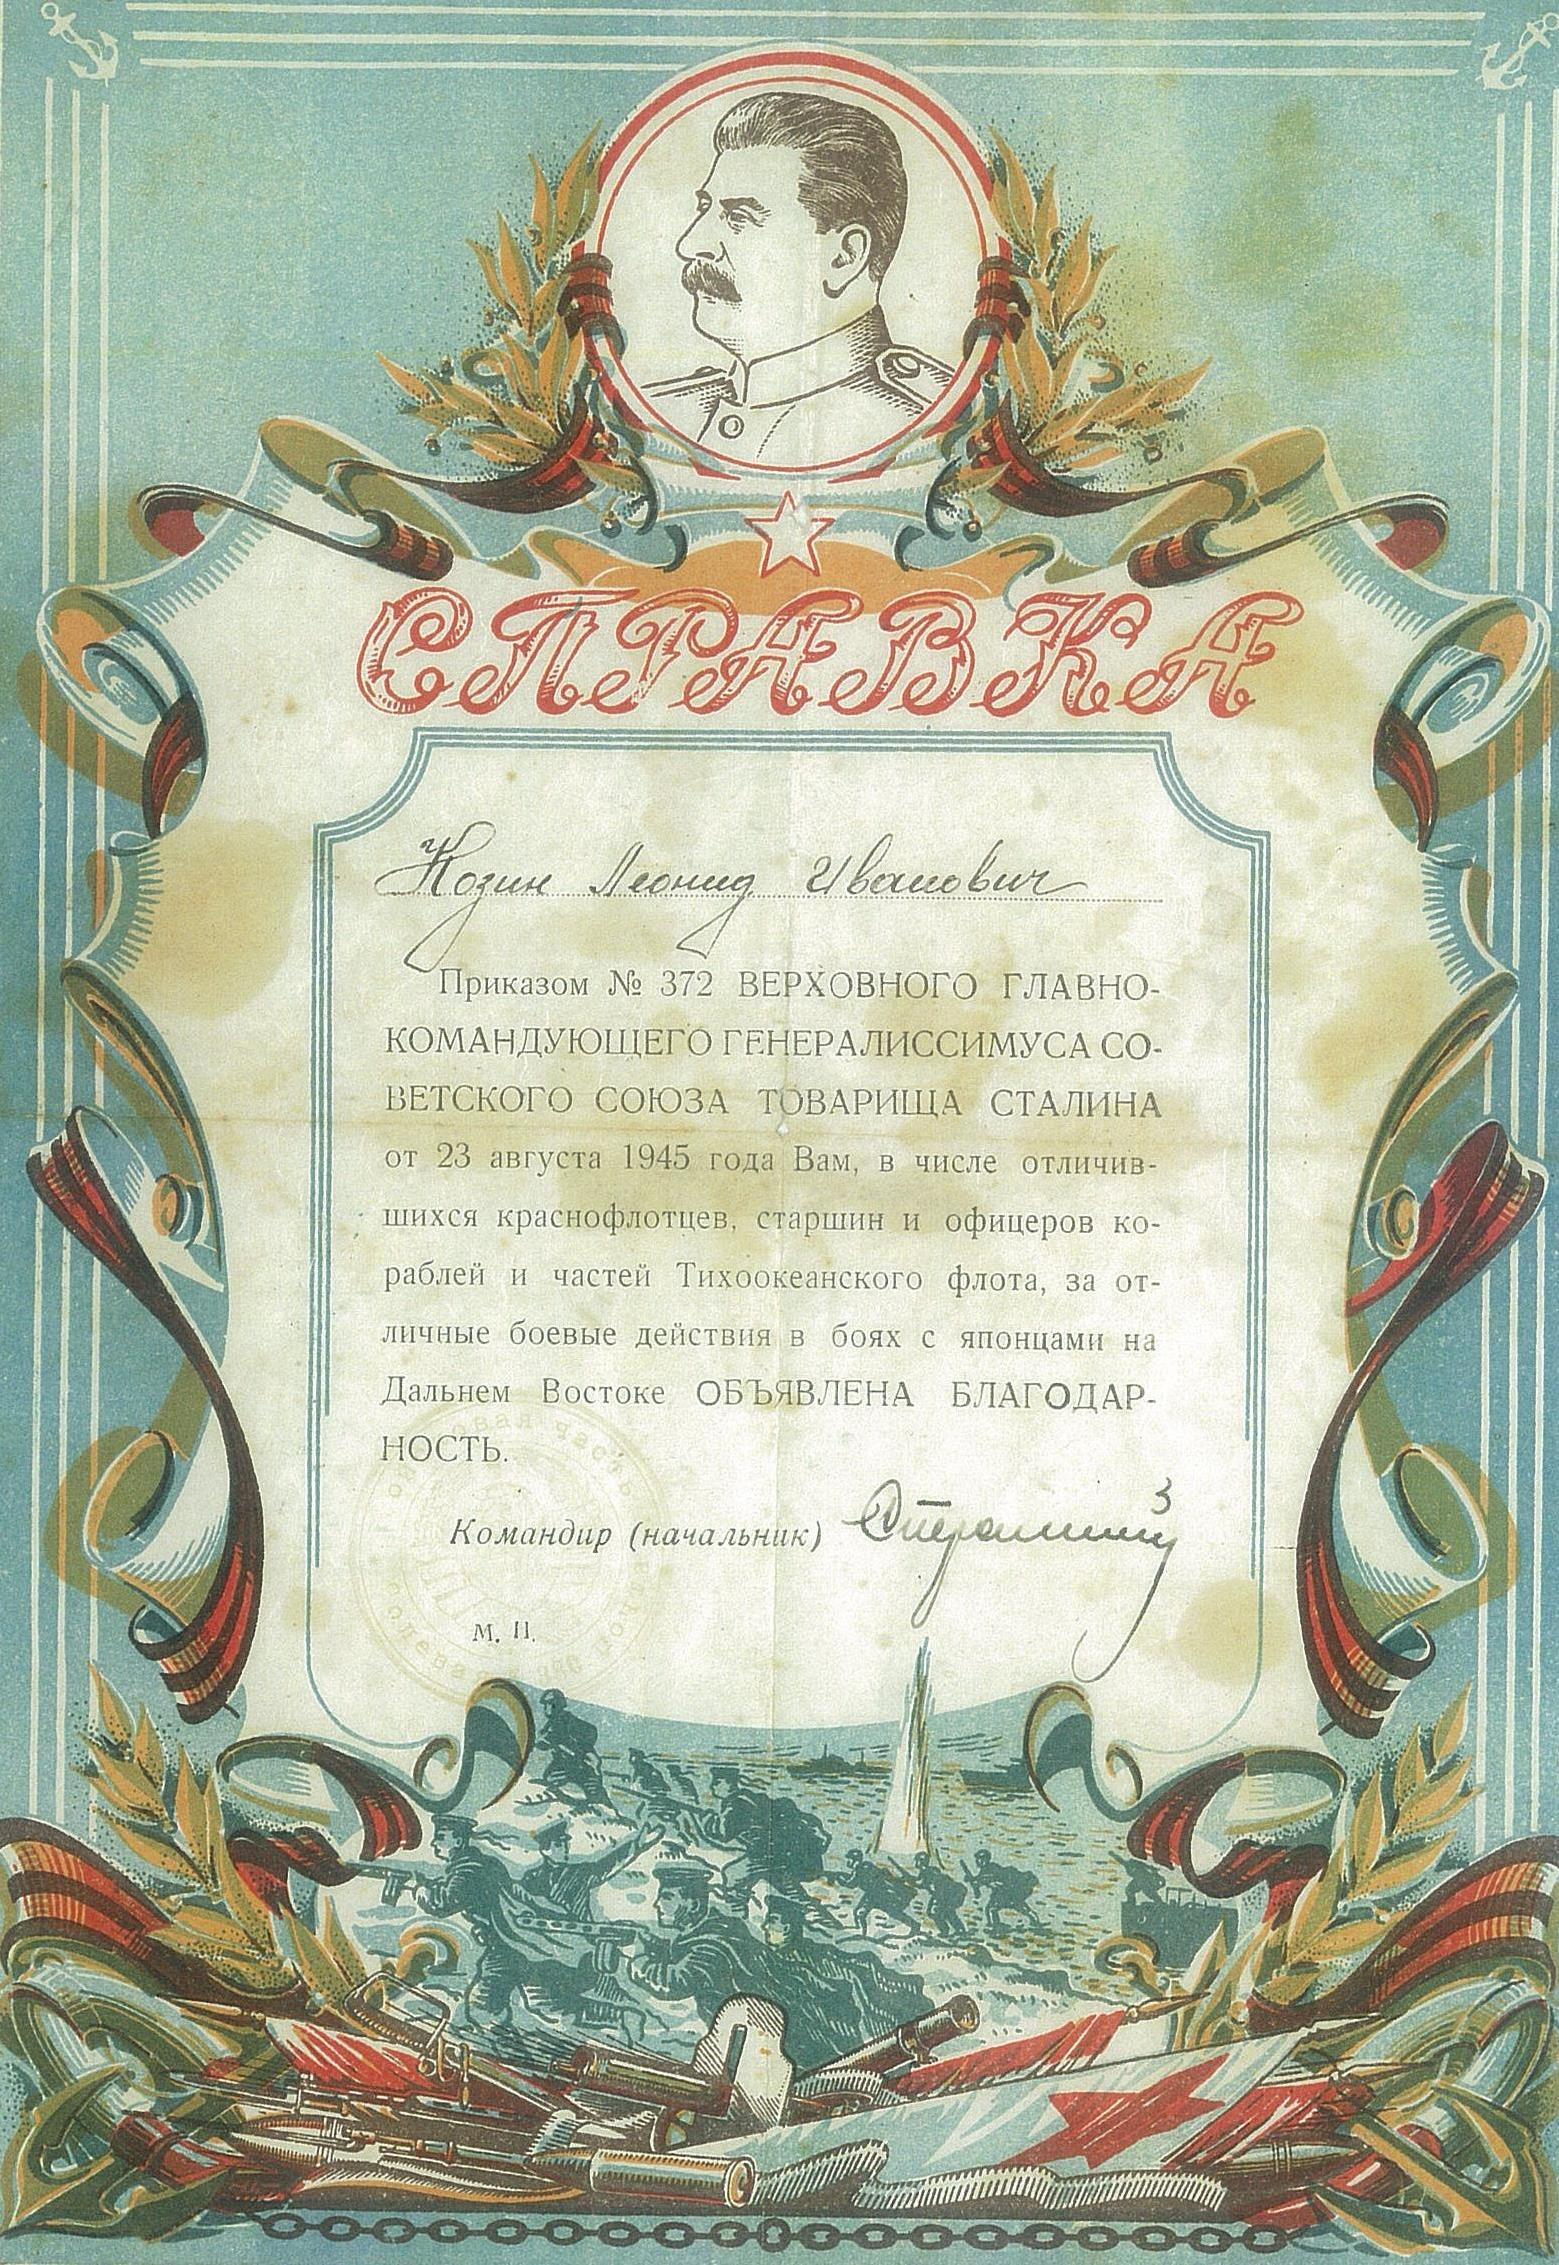 СПРАВКА
Козин Леонид Иванович
Приказом № 372 ВЕРХОВНОГО ГЛАВНО-
КОМАНДУЮЩЕГО ГЕНЕРАЛИССИМУСА СО-
ВЕТСКОГО СОЮЗА ТОВАРИЩА СТАЛИНА
от 23 августа 1945 года Вам, в числе отличив-
шихся краснофлотцев, старшин и офицеров ко-
раблей и частей Тихоокеанского флота, за от-
личные боевые действия в боях с японцами на
Дальнем Востоке ОБЪЯВЛЕНА БЛАГОДАР-
НОСТЬ.
Командир (начальник)
М. П.